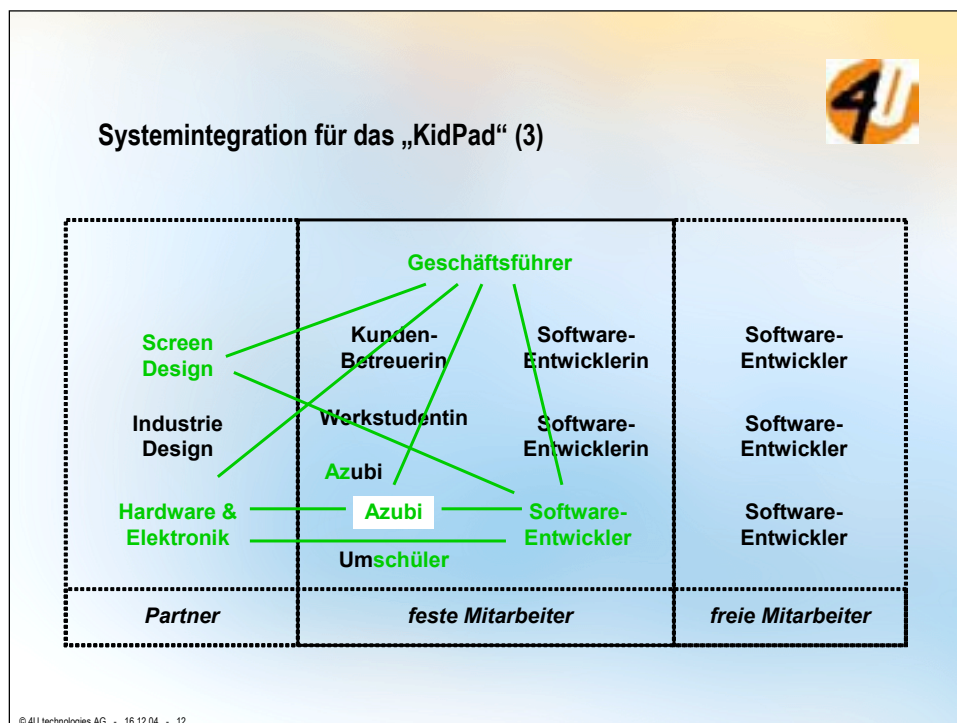 4U
Systemintegration für das „KidPad“ (3)
Geschäftsführer
Screen
Design
Kunden-
Betreuerin
Software-
Entwicklerin
Software-
Entwickler
Industrie
Design
Werkstudentin
Software-
Entwicklerin
Software-
Entwickler
Azubi
Hardware &
Elektronik
Azubi
Software-
Entwickler
Software-
Entwickler
Umschüler
Partner
feste Mitarbeiter
freie Mitarbeiter
© 4U technologies AG - 16.12.04 - 12